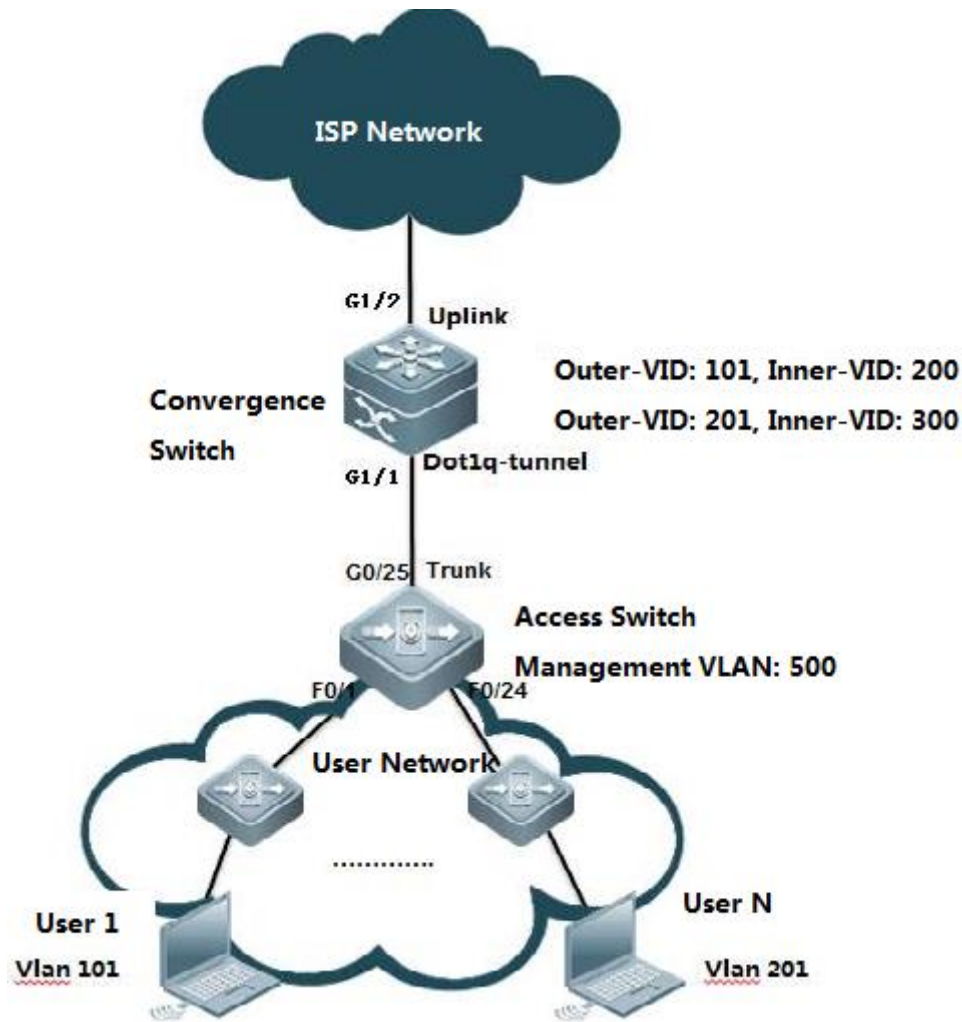 ISP Network
G1/2
Uplink
Convergence
Switch
Outer-VID: 101, Inner-VID: 200
Outer-VID: 201, Inner-VID: 300
Dot1q-tunnel
G1/1
G0/25 Trunk
Access Switch
Management VLAN: 500
F0/1
F0/24
User Network
.............
User 1
Vlan 101
User N
Vlan 201